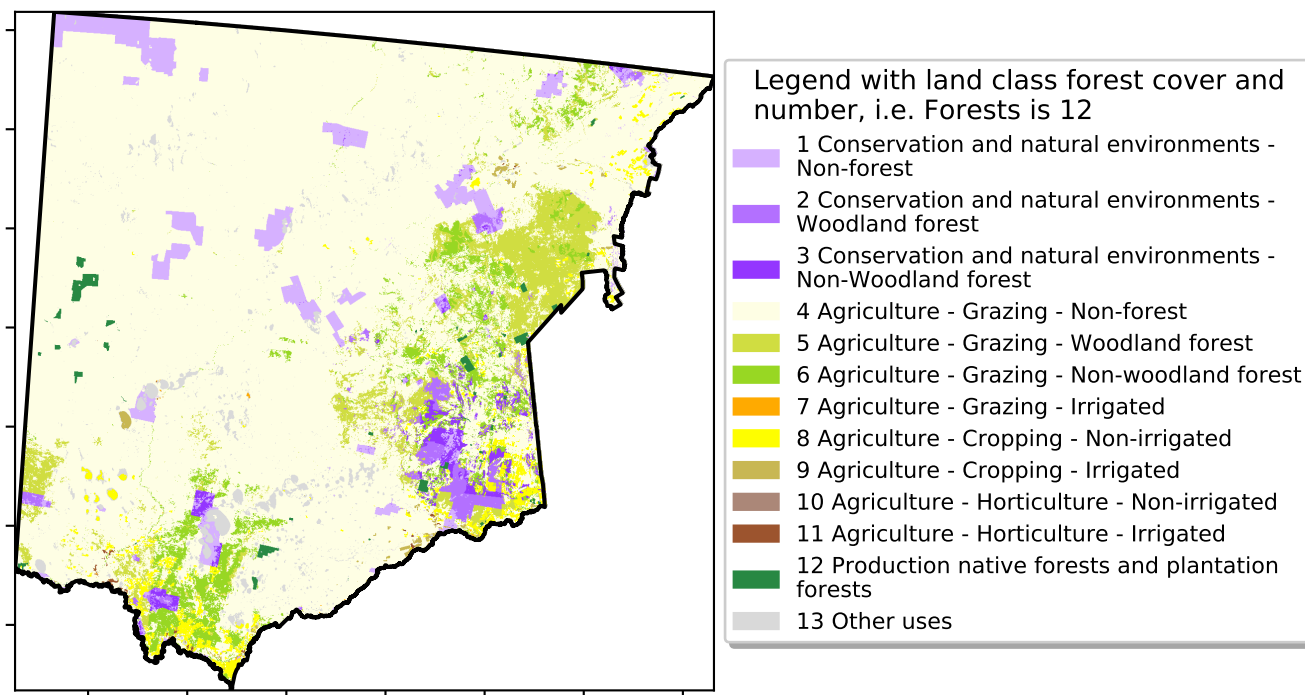 Legend with land class forest cover and
number, i.e. Forests is 12
1 Conservation and natural environments -
Non-forest
2 Conservation and natural environments -
Woodland forest
3 Conservation and natural environments -
Non-Woodland forest
4 Agriculture - Grazing - Non-forest
5 Agriculture - Grazing - Woodland forest
6 Agriculture - Grazing - Non-woodland forest
7 Agriculture - Grazing - Irrigated
8 Agriculture - Cropping - Non-irrigated
9 Agriculture - Cropping - Irrigated
10 Agriculture - Horticulture - Non-irrigated
11 Agriculture - Horticulture - Irrigated
12 Production native forests and plantation
forests
13 Other uses